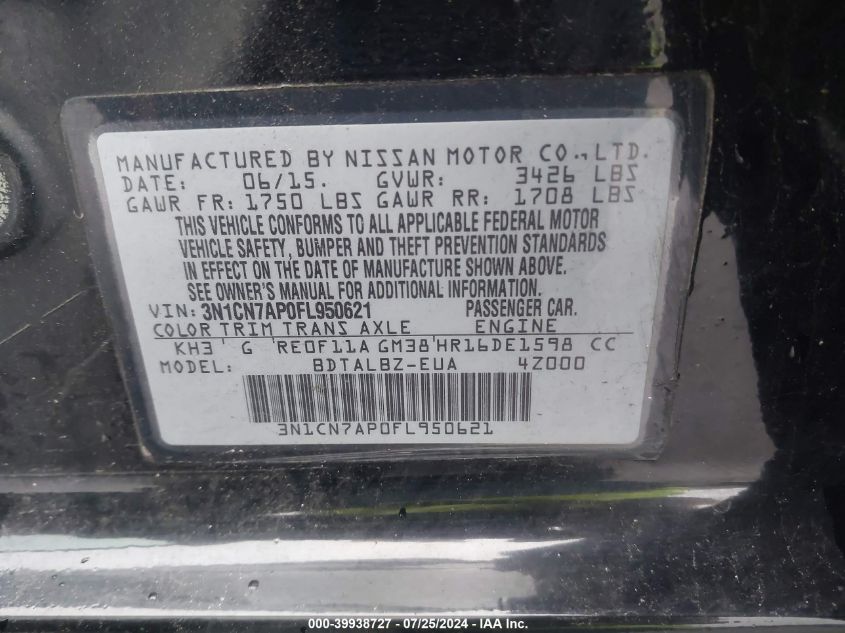 MANUFACTURED BY NISSAN MOTOR CO., LTD.
DATE: 06/15. GVWR: 3426 LBS
GAWR FR: 1750 LBS GAWR RR: 1708 LBS
THIS VEHICLE CONFORMS TO ALL APPLICABLE FEDERAL MOTOR
VEHICLE SAFETY, BUMPER AND THEFT PREVENTION STANDARDS
IN EFFECT ON THE DATE OF MANUFACTURE SHOWN ABOVE.
SEE OWNER'S MANUAL FOR ADDITIONAL INFORMATION.
VIN: 3N1CN7AP0FL950621 PASSENGER CAR.
COLOR TRIM TRANS AXLE ENGINE
KH3 G RE0F11A GM38 HR16DE1598 CC
MODEL: BDTALBZ-EUA 4Z000
3N1CN7AP0FL950621
000-39938727 - 07/25/2024 - IAA Inc.